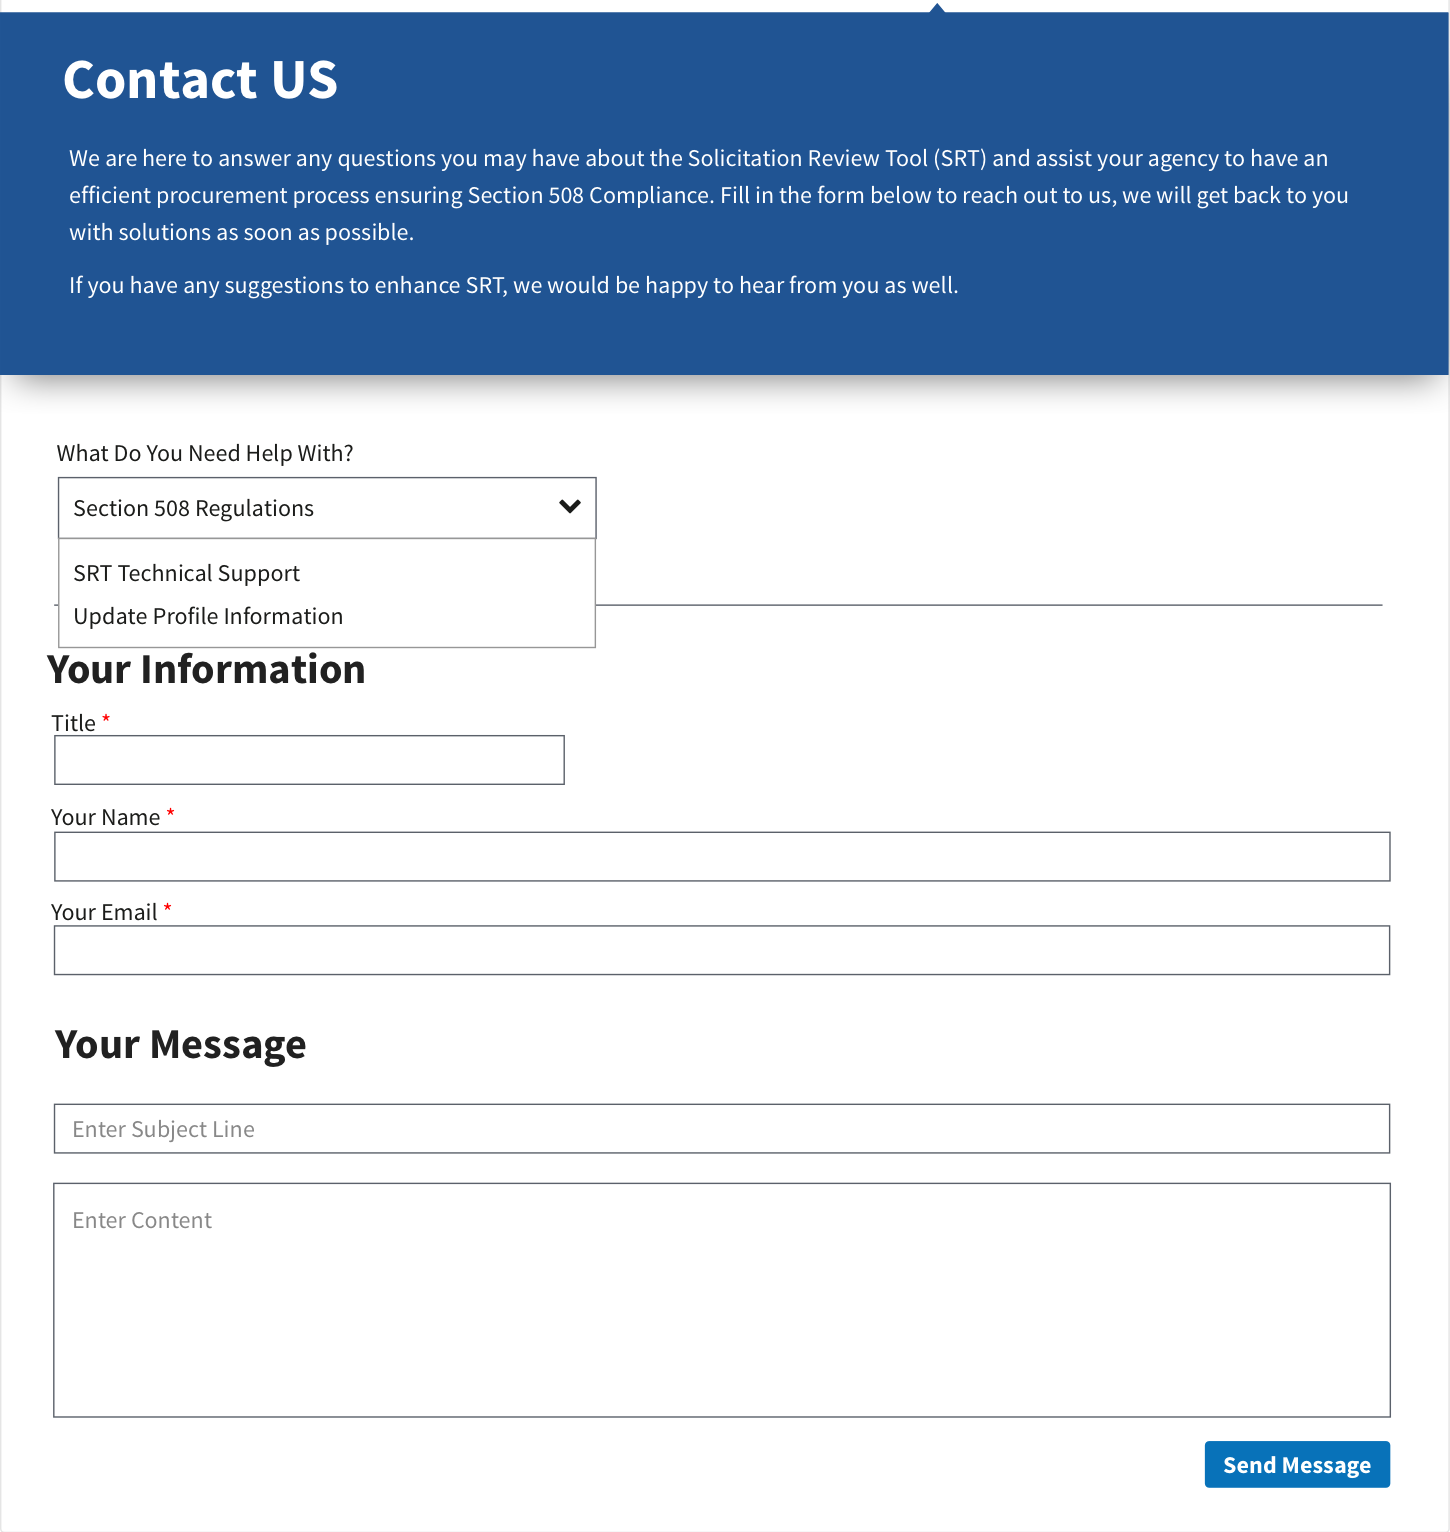 Contact US
We are here to answer any questions you may have about the Solicitation Review Tool (SRT) and assist your agency to have an
efficient procurement process ensuring Section 508 Compliance. Fill in the form below to reach out to us, we will get back to you
with solutions as soon as possible.
If you have any suggestions to enhance SRT, we would be happy to hear from you as well.
What Do You Need Help With?
Section 508 Regulations
SRT Technical Support
Update Profile Information
Your Information
Title *
Your Name *
Your Email *
Your Message
Enter Subject Line
Enter Content
Send Message